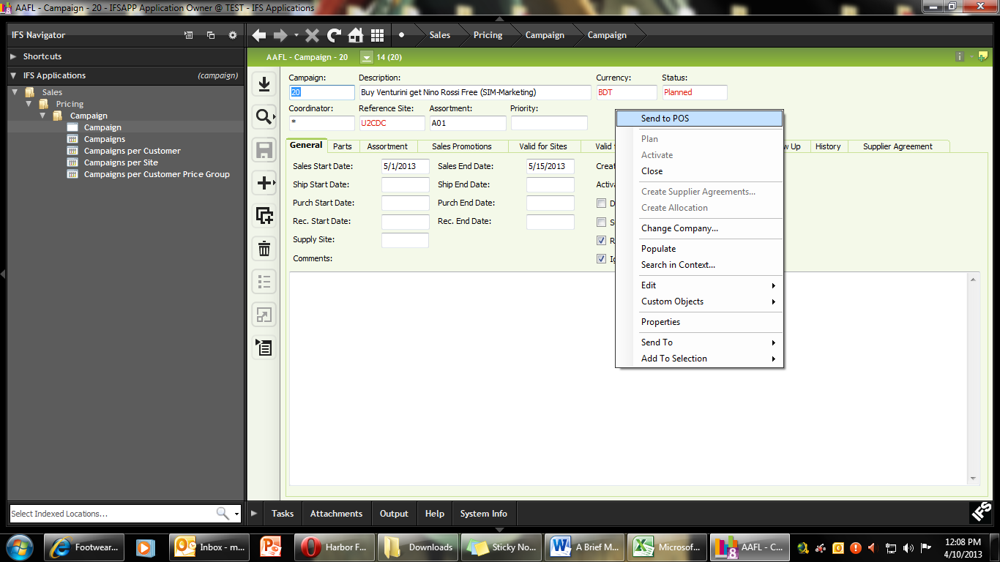 AAFL - Campaign - 20 - IFSAPP Application Owner @ TEST - IFS Applications
IFS Navigator
Sales
Pricing
Campaign
Campaign
Shortcuts
AAFL - Campaign - 20
14 (20)
IFS Applications
(campaign)
Sales
Pricing
Campaign
Campaign
Campaigns
Campaigns per Customer
Campaigns per Site
Campaigns per Customer Price Group
Campaign:
Description:
Currency:
Status:
20
Buy Venturini get Nino Rossi Free (SIM-Marketing)
BDT
Planned
Coordinator:
Reference Site:
Assortment:
Priority:
*
U2CDC
A01
General
Parts
Assortment
Sales Promotions
Valid for Sites
Valid
w Up
History
Supplier Agreement
Sales Start Date:
5/1/2013
Sales End Date:
5/15/2013
Creat
Ship Start Date:
Ship End Date:
Activa
Purch Start Date:
Purch End Date:
D
Rec. Start Date:
Rec. End Date:
S
Supply Site:
R
Comments:
Ig
Send to POS
Plan
Activate
Close
Create Supplier Agreements...
Create Allocation
Change Company...
Populate
Search in Context...
Edit
Custom Objects
Properties
Send To
Add To Selection
Select Indexed Locations...
Tasks
Attachments
Output
Help
System Info
IFS
Footwear...
Inbox - m...
Harbor F...
Downloads
Sticky No...
A Brief M...
Microsof...
AAFL - C...
12:08 PM
4/10/2013